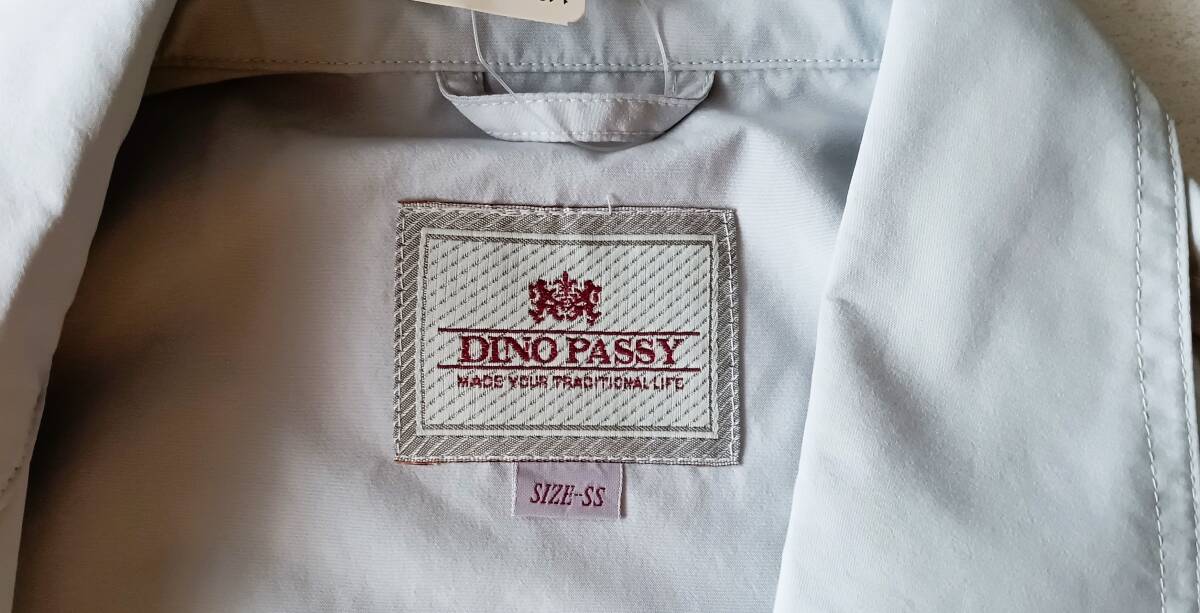 DINO PASSY
MADE YOUR TRADITIONAL LIFE
SIZE-SS